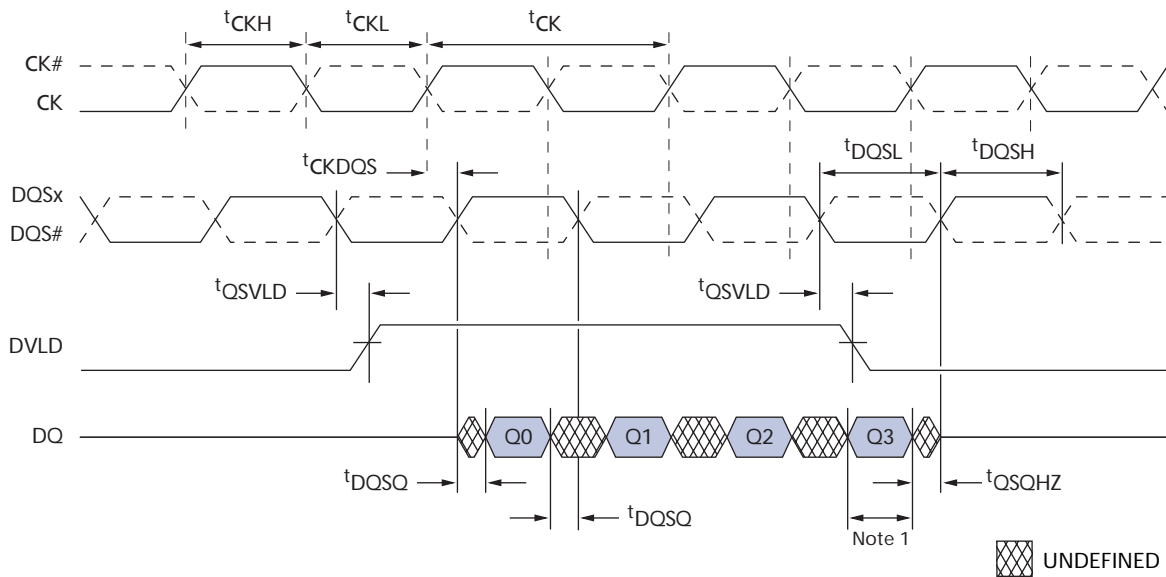 tCKH
tCKL
tCK
CK#
CK
tCKDQS
tDQSL
tDQSH
DQSx
DQS#
tQSVLD
tQSVLD
DVLD
DQ
Q0
Q1
Q2
Q3
tDQSQ
tDQSQ
tQSQHZ
Note 1
UNDEFINED